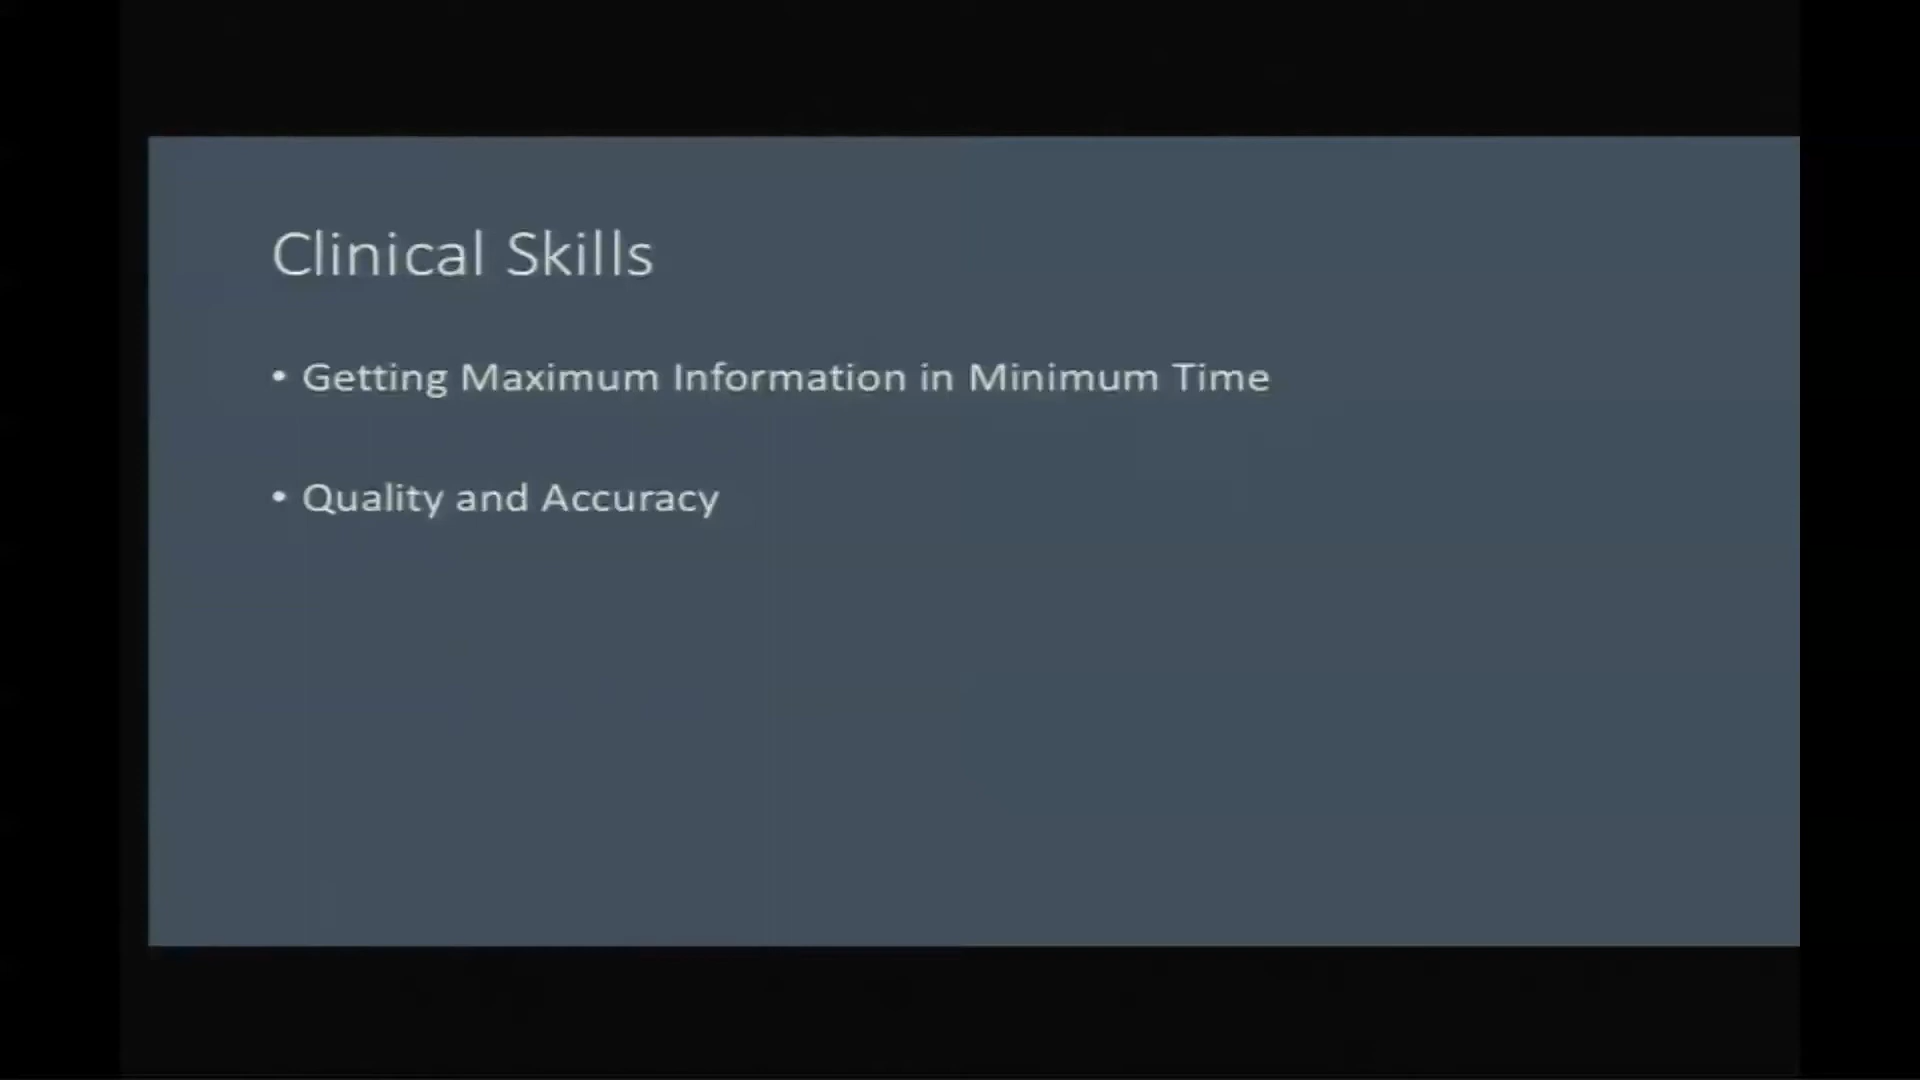 Clinical Skills
• Getting Maximum Information in Minimum Time
• Quality and Accuracy